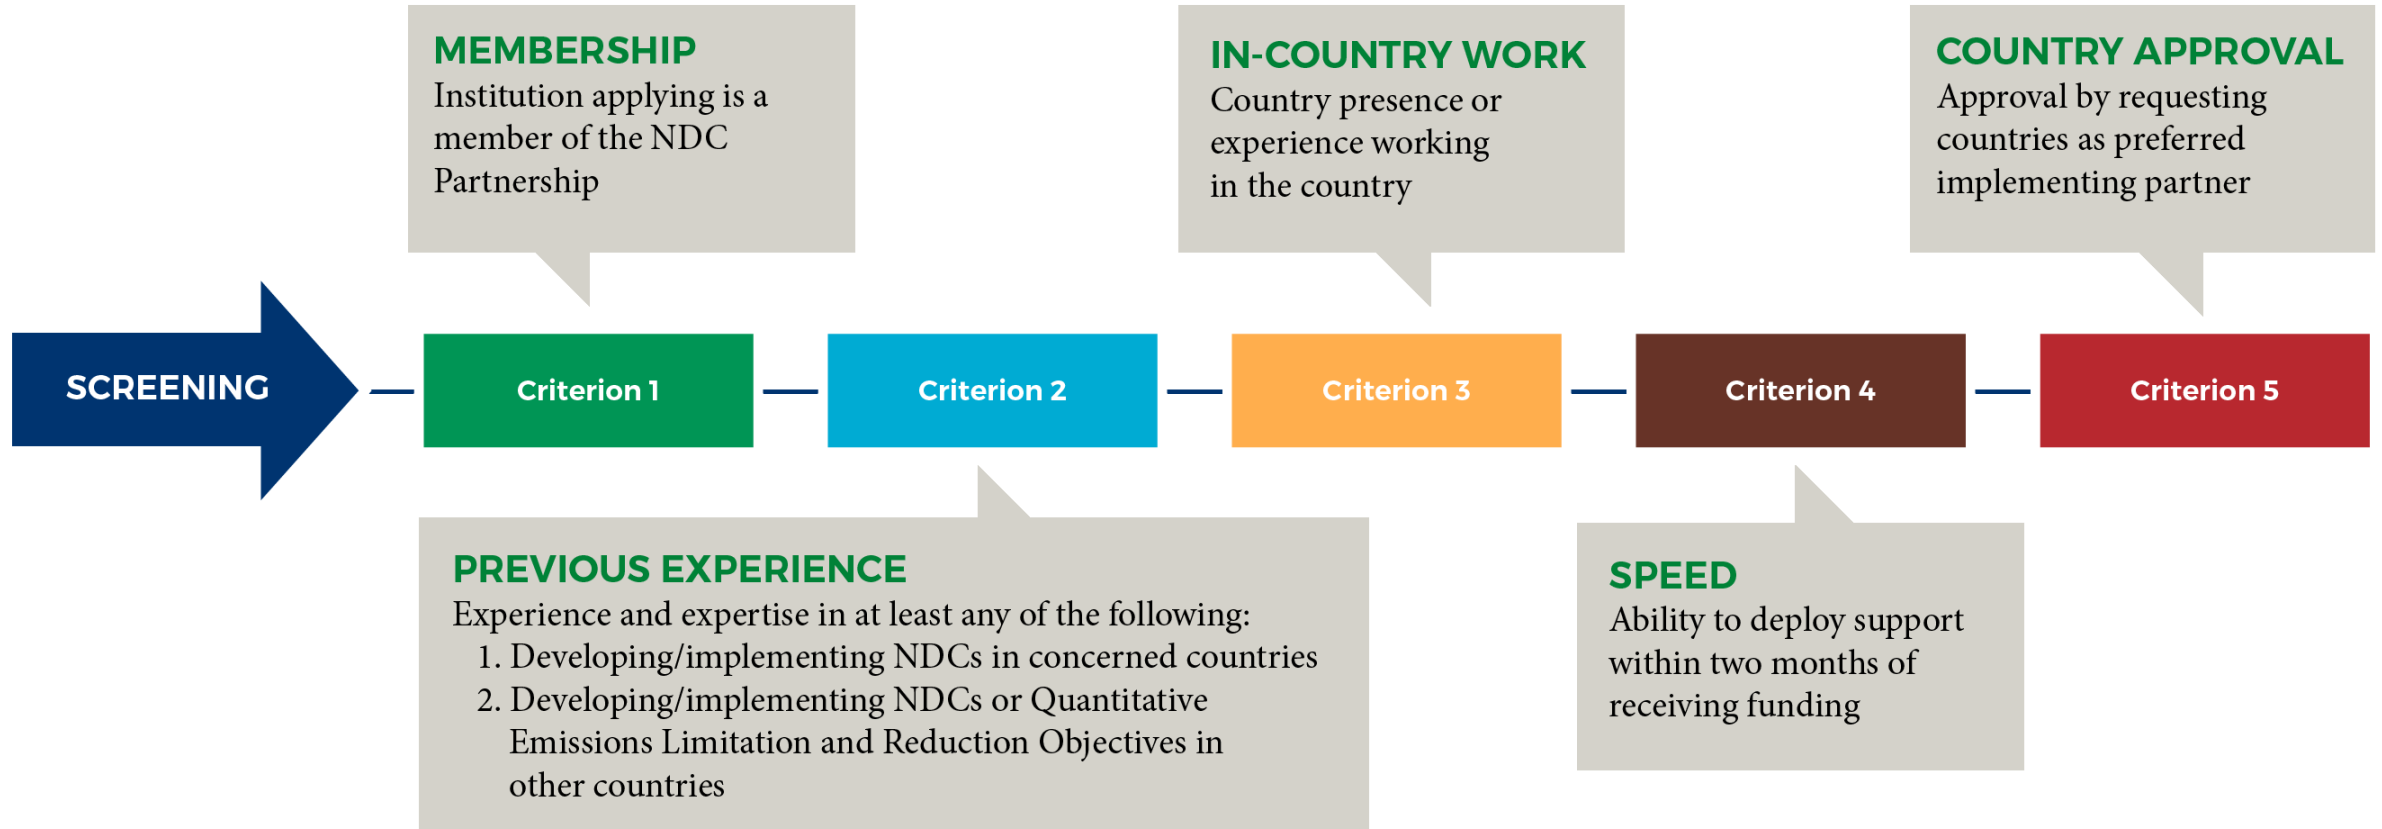 MEMBERSHIP
Institution applying is a
member of the NDC
Partnership
IN-COUNTRY WORK
Country presence or
experience working
in the country
COUNTRY APPROVAL
Approval by requesting
countries as preferred
implementing partner
SCREENING
Criterion 1
Criterion 2
Criterion 3
Criterion 4
Criterion 5
PREVIOUS EXPERIENCE
Experience and expertise in at least any of the following:
1. Developing/implementing NDCs in concerned countries
2. Developing/implementing NDCs or Quantitative
Emissions Limitation and Reduction Objectives in
other countries
SPEED
Ability to deploy support
within two months of
receiving funding